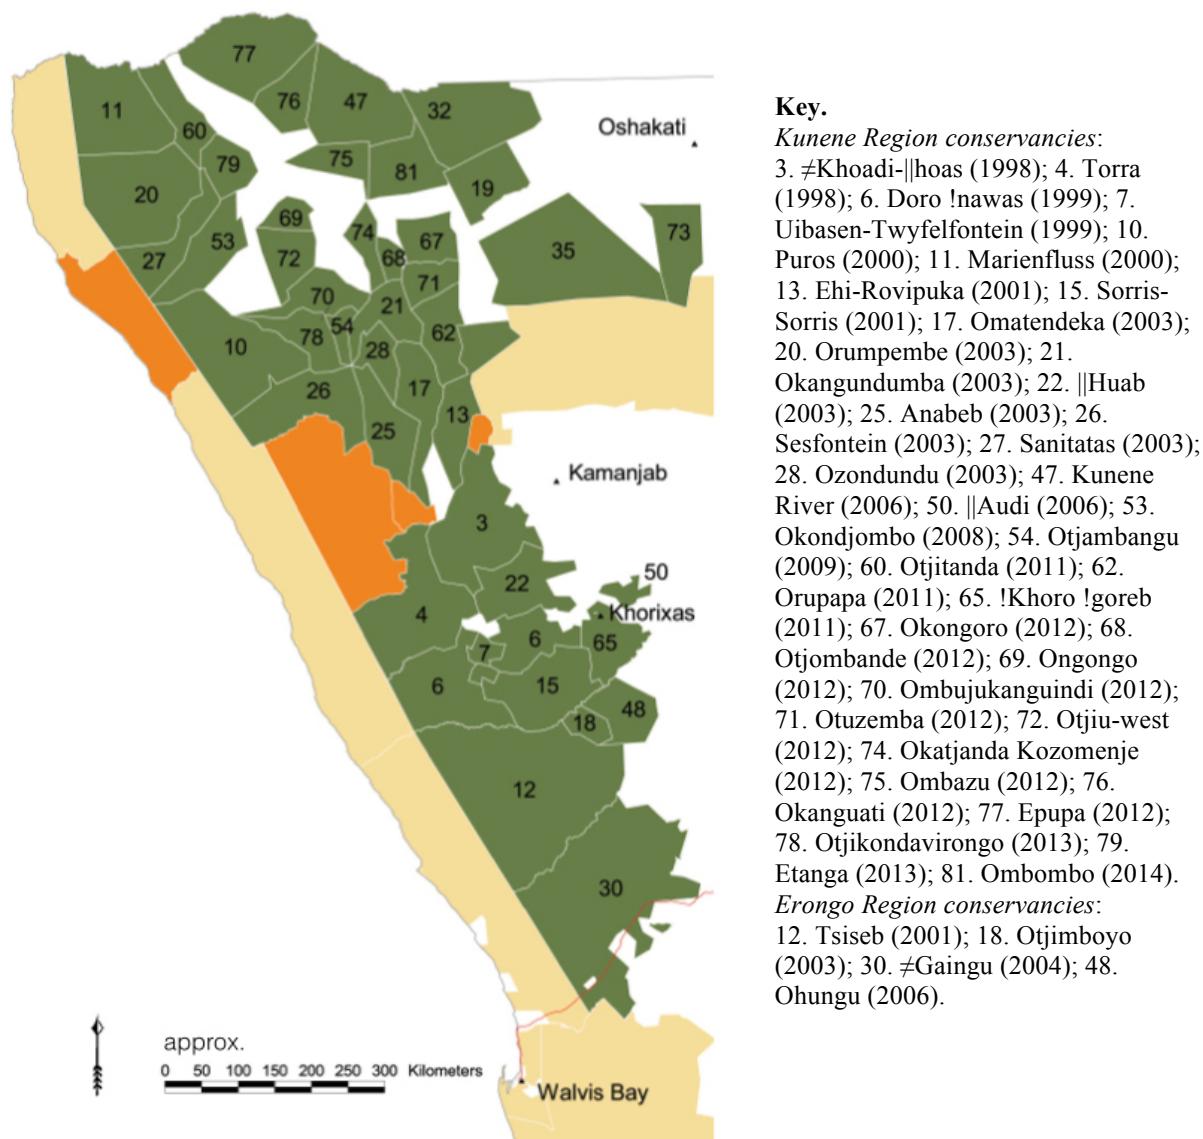 77
11
76
47
32
60
Oshakati
79
75
81
20
19
69
53
74
67
73
72
68
35
27
71
70
21
10
78
54
28
62
26
17
13
25
Kamanjab
3
22
50
4
Khorixas
6
65
7
6
15
48
18
12
30
approx.
0 50 100 150 200 250 300 Kilometers
Walvis Bay
Key.
Kunene Region conservancies:
3. ≠Khoadi-||hoas (1998); 4. Torra
(1998); 6. Doro !nawas (1999); 7.
Uibasen-Twyfelfontein (1999); 10.
Puros (2000); 11. Marienfluss (2000);
13. Ehi-Rovipuka (2001); 15. Sorris-
Sorris (2001); 17. Omatendeka (2003);
20. Orumpembe (2003); 21.
Okangundumba (2003); 22. ||Huab
(2003); 25. Anabeb (2003); 26.
Sesfontein (2003); 27. Sanitatas (2003);
28. Ozondundu (2003); 47. Kunene
River (2006); 50. ||Audi (2006); 53.
Okondjombo (2008); 54. Otjambangu
(2009); 60. Otjitanda (2011); 62.
Orupapa (2011); 65. !Khoro !goreb
(2011); 67. Okongoro (2012); 68.
Otjombande (2012); 69. Ongongo
(2012); 70. Ombujukanguindi (2012);
71. Otuzemba (2012); 72. Otjiu-west
(2012); 74. Okatjanda Kozomenje
(2012); 75. Ombazu (2012); 76.
Okanguati (2012); 77. Epupa (2012);
78. Otjikondavirongo (2013); 79.
Etanga (2013); 81. Ombombo (2014).
Erongo Region conservancies:
12. Tsiseb (2001); 18. Otjimboyo
(2003); 30. ≠Gaingu (2004); 48.
Ohungu (2006).